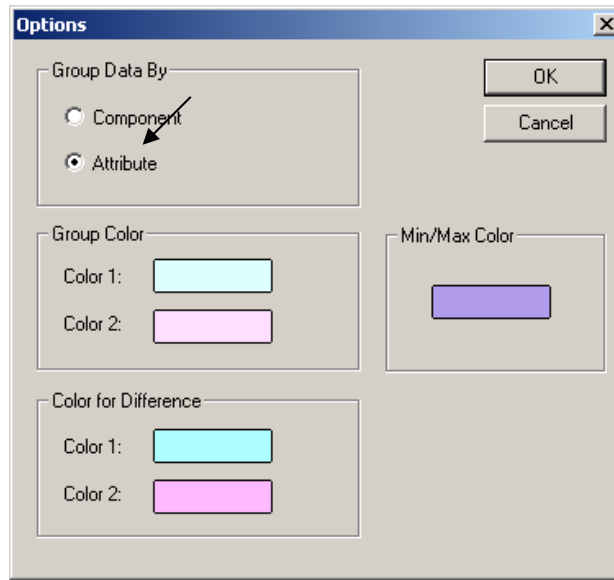 Options
Group Data By
OK
Component
Cancel
Attribute
Group Color
Min/Max Color
Color 1:
Color 2:
Color for Difference
Color 1:
Color 2: